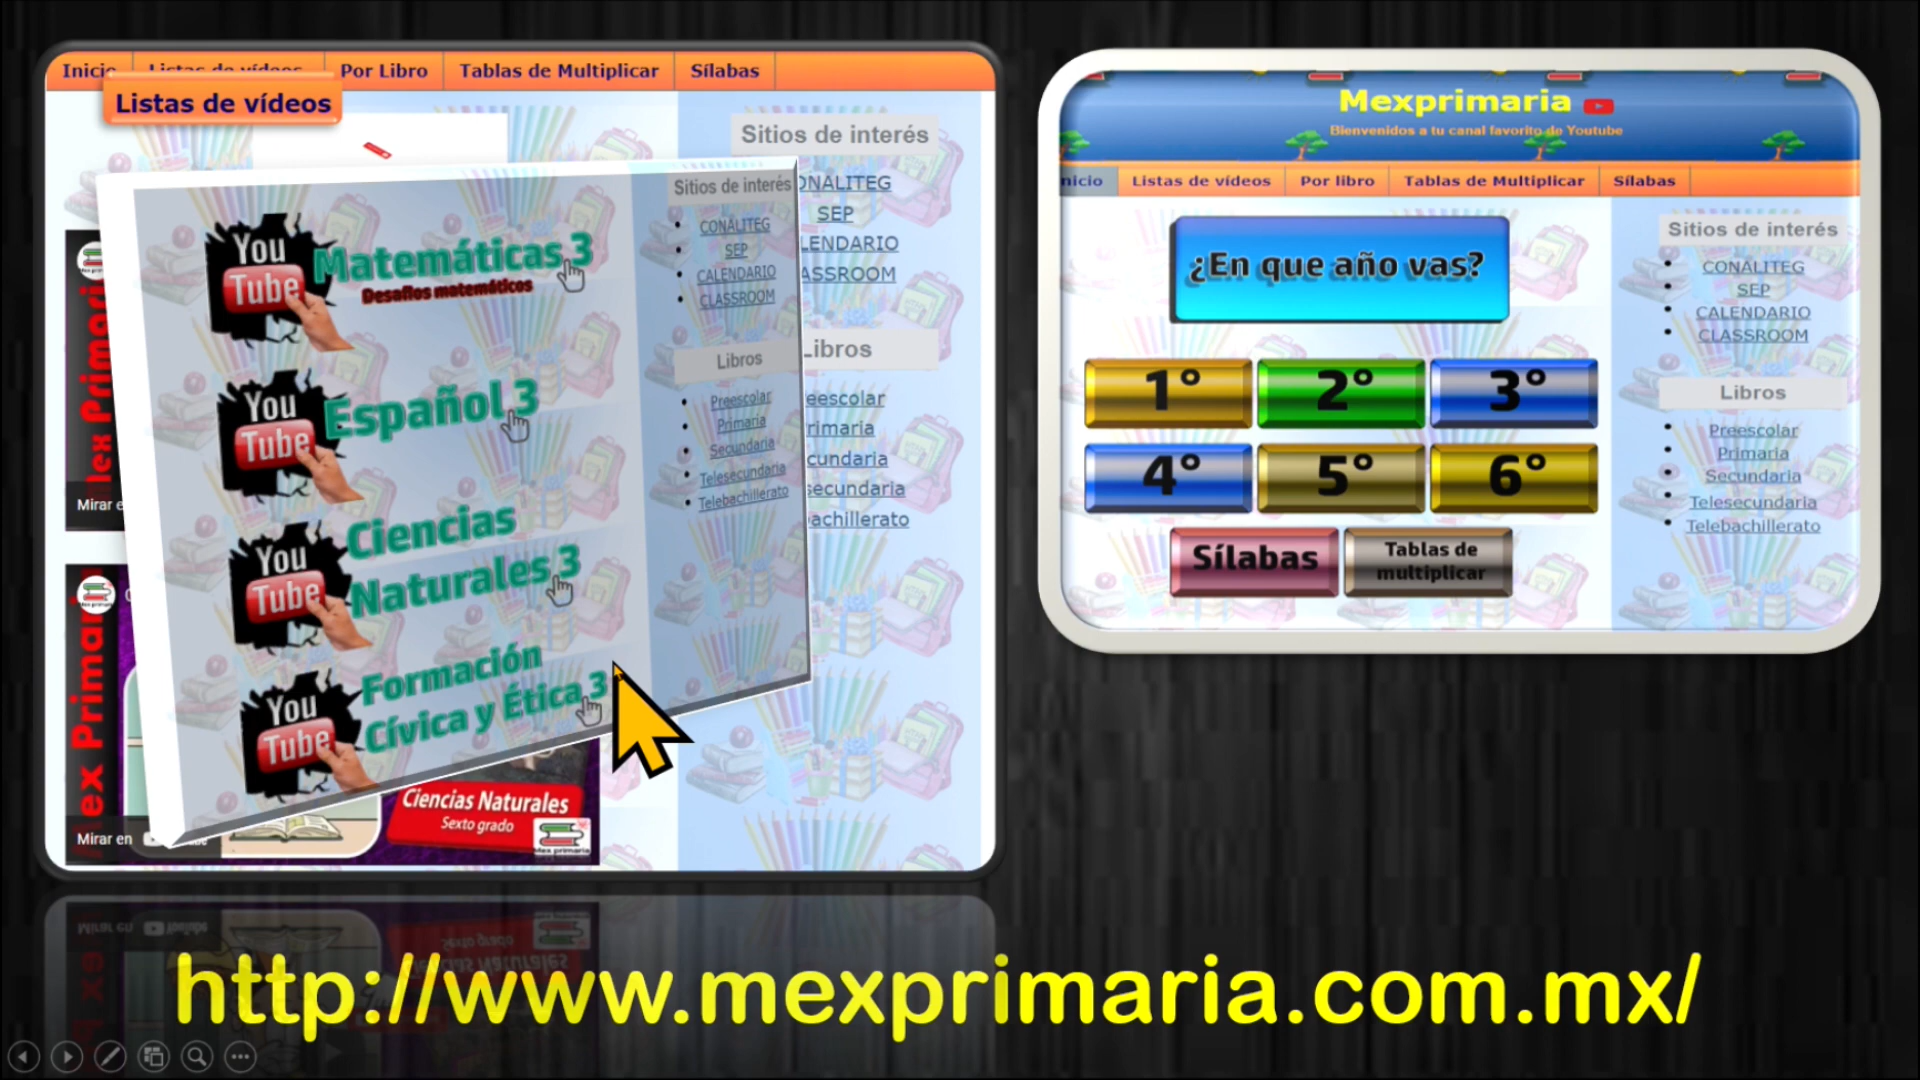 Inicio
Por Libro
Tablas de Multiplicar
Sílabas
Listas de vídeos
Sitios de interés
SEP
Sitios de interés
CONÁLITEG
SEP
CALENDARIO
CLASSROOM
Libros
Preescolar
Primaria
Secundaria
Telesecundaria
Telebachillerato
You
Tube
Matemáticas 3
Desafíos matemáticos
You
Tube
Español 3
You
Tube
Ciencias
Naturales 3
You
Tube
Formación
Cívica y Ética 3
Mirar en
Ciencias Naturales
Sexto grado
Mex primaria
Mexprimaria
Bienvenidos a tu canal favorito de Youtube
Listas de vídeos
Por libro
Tablas de Multiplicar
Sílabas
¿En que año vas?
1°
2°
3°
4°
5°
6°
Sílabas
Tablas de
multiplicar
Sitios de interés
CONÁLITEG
SEP
CALENDARIO
CLASSROOM
Libros
Preescolar
Primaria
Secundaria
Telesecundaria
Telebachillerato
http://www.mexprimaria.com.mx/